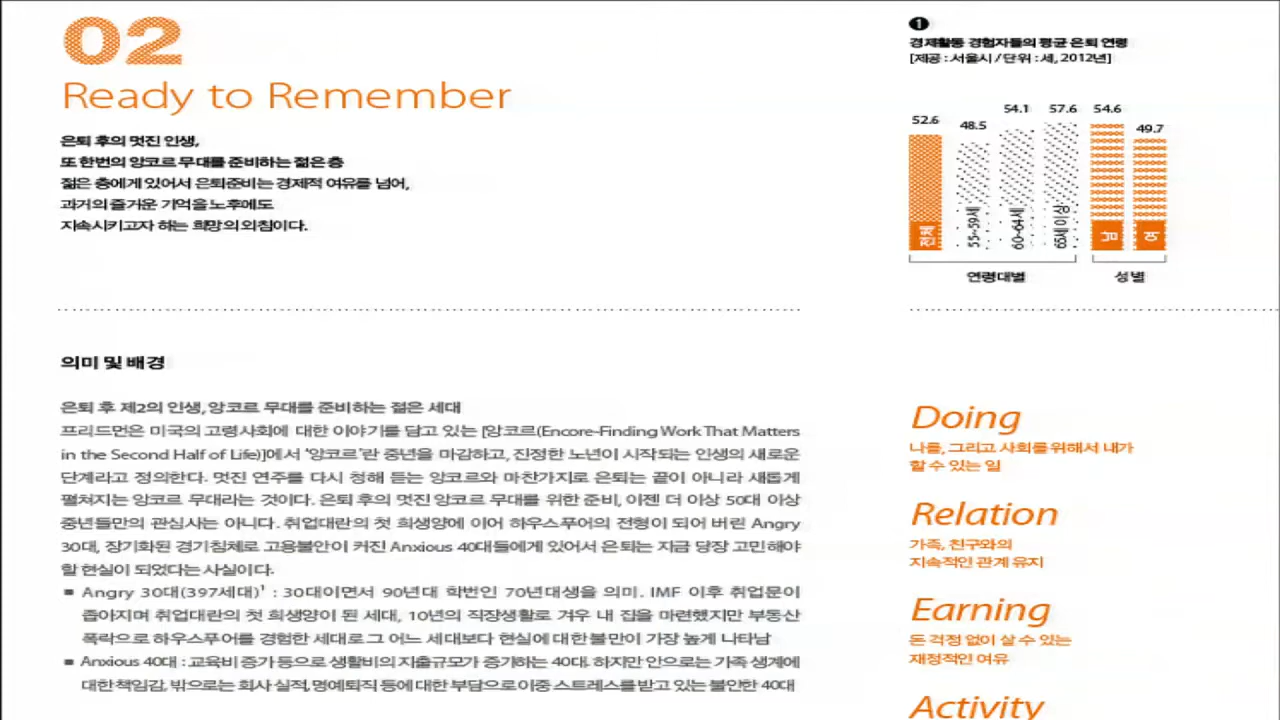 02
Ready to Remember
은퇴 후의 멋진 인생,
또 한번의 앙코르 무대를 준비하는 젊은 층
젊은 층에게 있어서 은퇴준비는 경제적 여유를 넘어,
과거의 즐거운 기억을 노후에도
지속시키고자 하는 희망의 외침이다.
의미 및 배경
은퇴 후 제2의 인생, 앙코르 무대를 준비하는 젊은 세대
프리드먼은 미국의 고령사회에 대한 이야기를 담고 있는 [앙코르(Encore-Finding Work That Matters
in the Second Half of Life)]에서 '앙코르'란 중년을 마감하고, 진정한 노년이 시작되는 인생의 새로운
단계라고 정의한다. 멋진 연주를 다시 청해 듣는 앙코르와 마찬가지로 은퇴는 끝이 아니라 새롭게
펼쳐지는 앙코르 무대라는 것이다. 은퇴 후의 멋진 앙코르 무대를 위한 준비, 이젠 더 이상 50대 이상
중년들만의 관심사는 아니다. 취업대란의 첫 희생양에 이어 하우스푸어의 전형이 되어 버린 Angry
30대, 장기화된 경기침체로 고용불안이 커진 Anxious 40대들에게 있어서 은퇴는 지금 당장 고민해야
할 현실이 되었다는 사실이다.
■ Angry 30대(397세대)¹ : 30대이면서 90년대 학번인 70년대생을 의미. IMF 이후 취업문이
좁아지며 취업대란의 첫 희생양이 된 세대, 10년의 직장생활로 겨우 내 집을 마련했지만 부동산
폭락으로 하우스푸어를 경험한 세대로 그 어느 세대보다 현실에 대한 불만이 가장 높게 나타남
■ Anxious 40대 : 교육비 증가 등으로 생활비의 지출규모가 증가하는 40대. 하지만 안으로는 가족 생계에
대한 책임감, 밖으로는 회사 실적, 명예퇴직 등에 대한 부담으로 이중 스트레스를 받고 있는 불안한 40대
1
경제활동 경험자들의 평균 은퇴 연령
[제공 : 서울시 / 단위 : 세, 2012년]
52.6 48.5 54.1 57.6 54.6 49.7
전체 55~59세 60~64세 65세 이상 남 여
연령대별 성별
Doing
나를, 그리고 사회를 위해서 내가
할 수 있는 일
Relation
가족, 친구와의
지속적인 관계 유지
Earning
돈 걱정 없이 살 수 있는
재정적인 여유
Activity